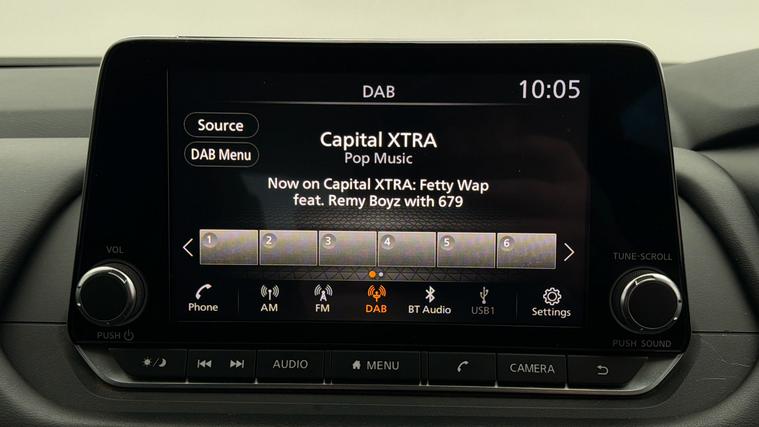 DAB
10:05
Source
DAB Menu
Capital XTRA
Pop Music
Now on Capital XTRA: Fetty Wap
feat. Remy Boyz with 679
1 2 3 4 5 6
Phone AM FM DAB BT Audio USB1 Settings
VOL
PUSH
TUNE·SCROLL
PUSH SOUND
AUDIO MENU CAMERA